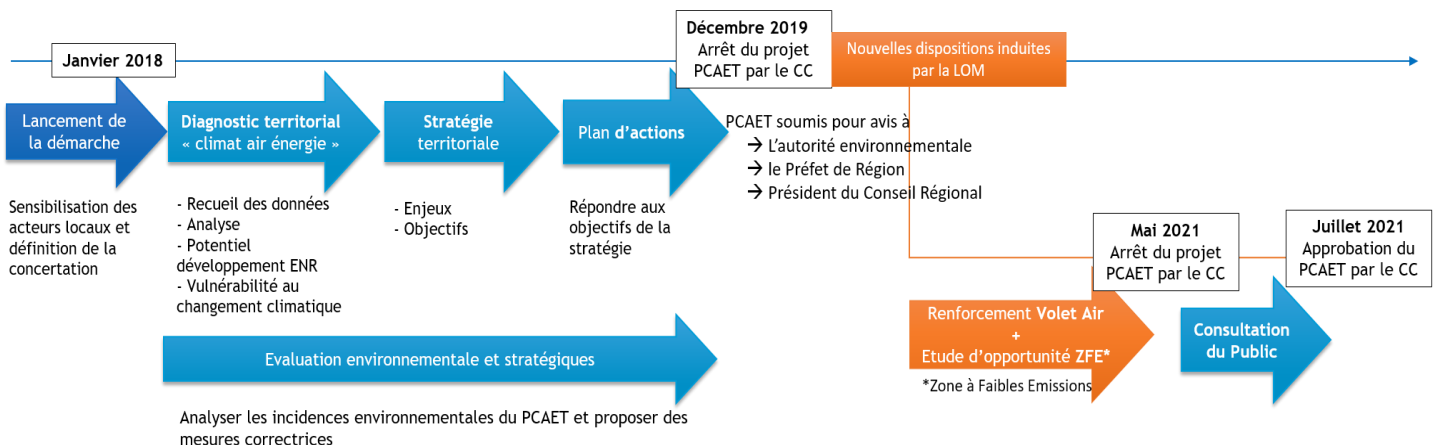 Janvier 2018
Décembre 2019
Arrêt du projet
PCAET par le CC
Nouvelles dispositions induites
par la LOM
Lancement de
la démarche
Diagnostic territorial
« climat air énergie »
Stratégie
territoriale
Plan d'actions
PCAET soumis pour avis à
→ L'autorité environnementale
→ le Préfet de Région
→ Président du Conseil Régional
Sensibilisation des
acteurs locaux et
définition de la
concertation
- Recueil des données
- Analyse
- Potentiel
développement ENR
- Vulnérabilité au
changement climatique
- Enjeux
- Objectifs
Répondre aux
objectifs de la
stratégie
Mai 2021
Arrêt du projet
PCAET par le CC
Juillet 2021
Approbation du
PCAET par le CC
Renforcement Volet Air
+
Etude d'opportunité ZFE*
*Zone à Faibles Emissions
Consultation
du Public
Evaluation environnementale et stratégiques
Analyser les incidences environnementales du PCAET et proposer des
mesures correctrices